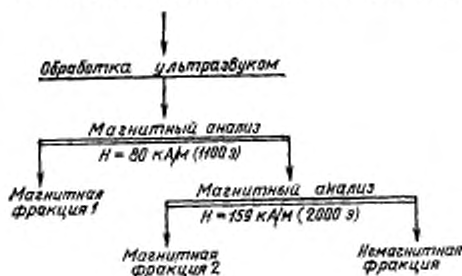 Обработка ультразвуком
Магнитный анализ
H = 80 кА/м (1100 э)
Магнитная
фракция 1
Магнитный анализ
H = 159 кА/м (2000 э)
Магнитная
фракция 2
Немагнитная
фракция